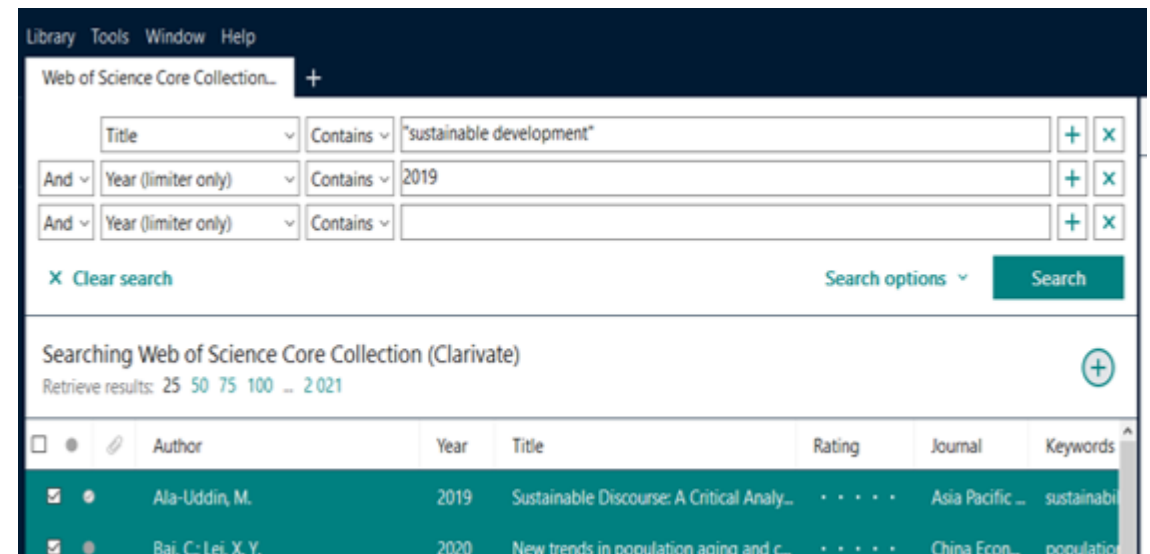 Library Tools Window Help
Web of Science Core Collection... +
Title Contains "sustainable development" + x
And Year (limiter only) Contains 2019 + x
And Year (limiter only) Contains + x
x Clear search Search options Search
Searching Web of Science Core Collection (Clarivate)
Retrieve results: 25 50 75 100 ... 2 021
Author Year Title Rating Journal Keywords
Ala-Uddin, M. 2019 Sustainable Discourse: A Critical Analy... Asia Pacific ... sustainabil
Bai, C.; Lei, X. Y. 2020 New trends in population aging and c... China Econ... population